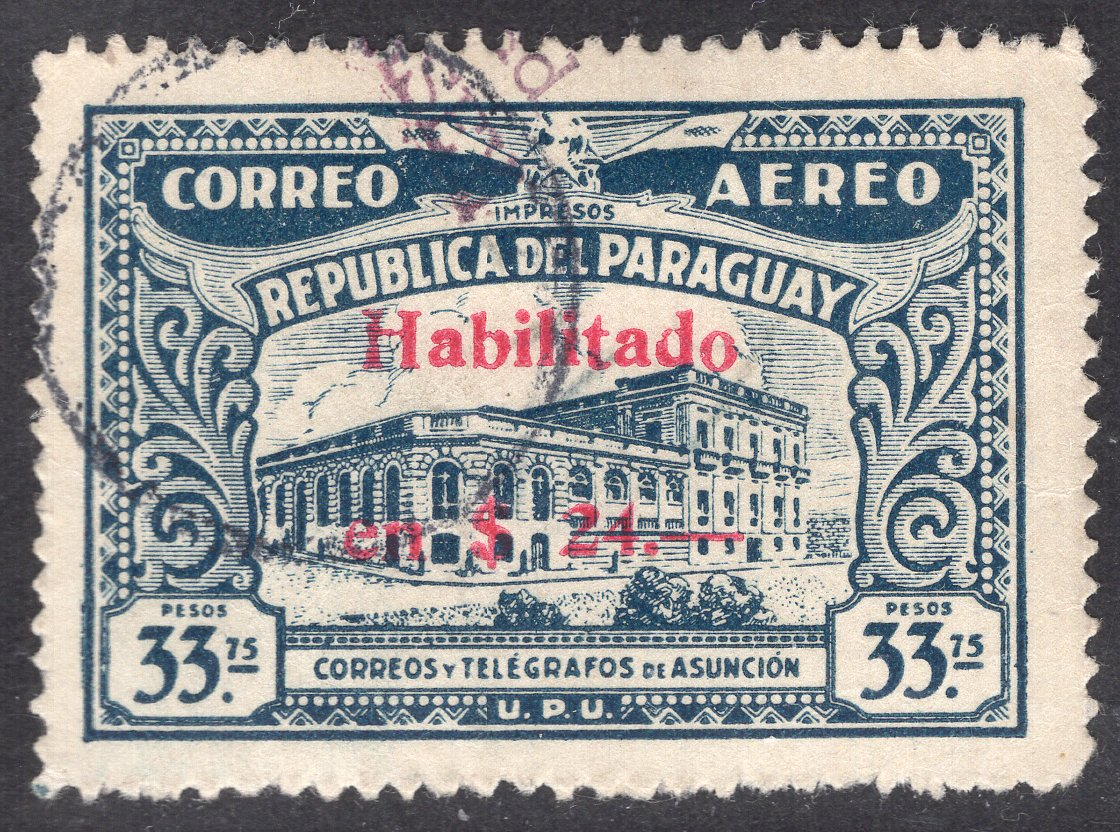 CORREO AEREO
IMPRESOS
REPUBLICA DEL PARAGUAY
Habilitado
en $ 24.—
PESOS
33.75
PESOS
33.75
CORREOS Y TELÉGRAFOS DE ASUNCIÓN
U.P.U.